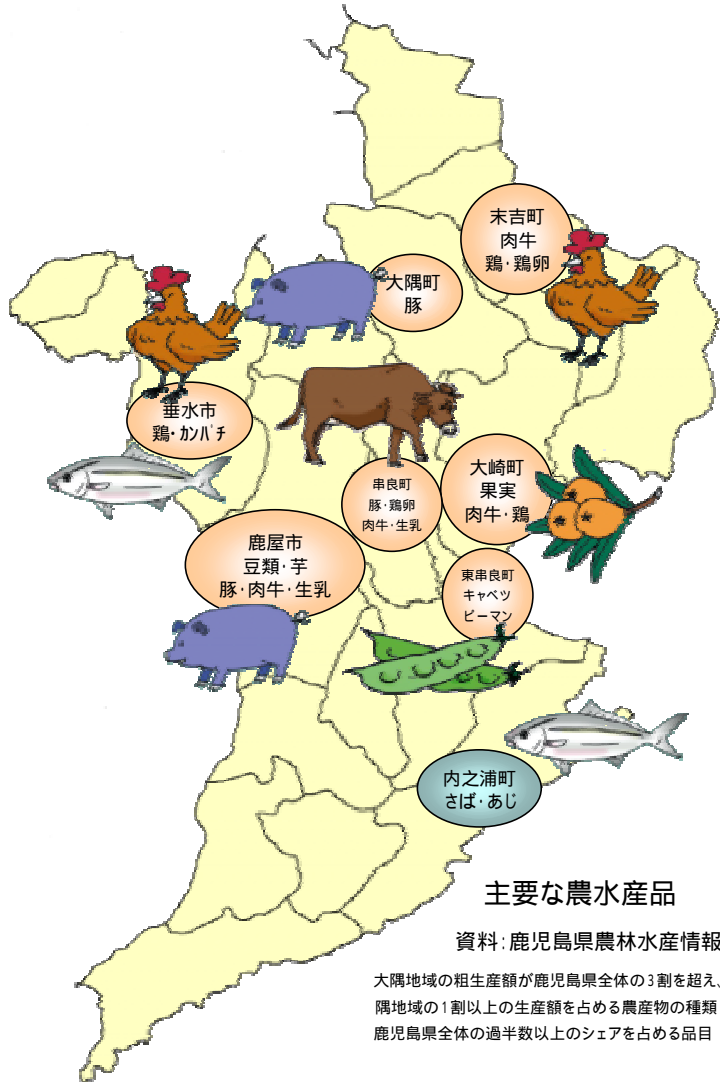 末吉町
肉牛
鶏・鶏卵
大隅町
豚
垂水市
鶏・カンパチ
串良町
豚・鶏卵
肉牛・生乳
大崎町
果実
肉牛・鶏
鹿屋市
豆類・芋
豚・肉牛・生乳
東串良町
キャベツ
ピーマン
内之浦町
さば・あじ
主要な農水産品
資料:鹿児島県農林水産情報
大隅地域の粗生産額が鹿児島県全体の3割を超え、
隅地域の1割以上の生産額を占める農産物の種類
鹿児島県全体の過半数以上のシェアを占める品目